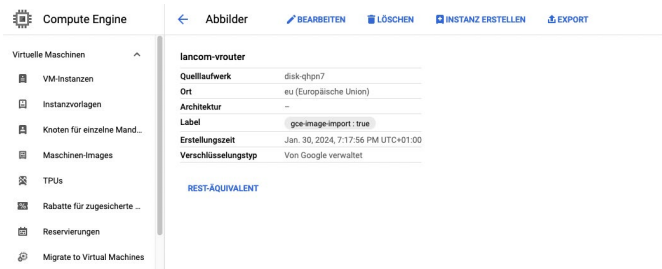 Compute Engine
Abbilder
BEARBEITEN
LÖSCHEN
INSTANZ ERSTELLEN
EXPORT
Virtuelle Maschinen
VM-Instanzen
Instanzvorlagen
Knoten für einzelne Mand...
Maschinen-Images
TPUs
Rabatte für zugesicherte ...
Reservierungen
Migrate to Virtual Machines
lancom-vrouter
Quelllaufwerk disk-qhpn7
Ort eu (Europäische Union)
Architektur –
Label gce-image-import : true
Erstellungszeit Jan. 30, 2024, 7:17:56 PM UTC+01:00
Verschlüsselungstyp Von Google verwaltet
REST-ÄQUIVALENT